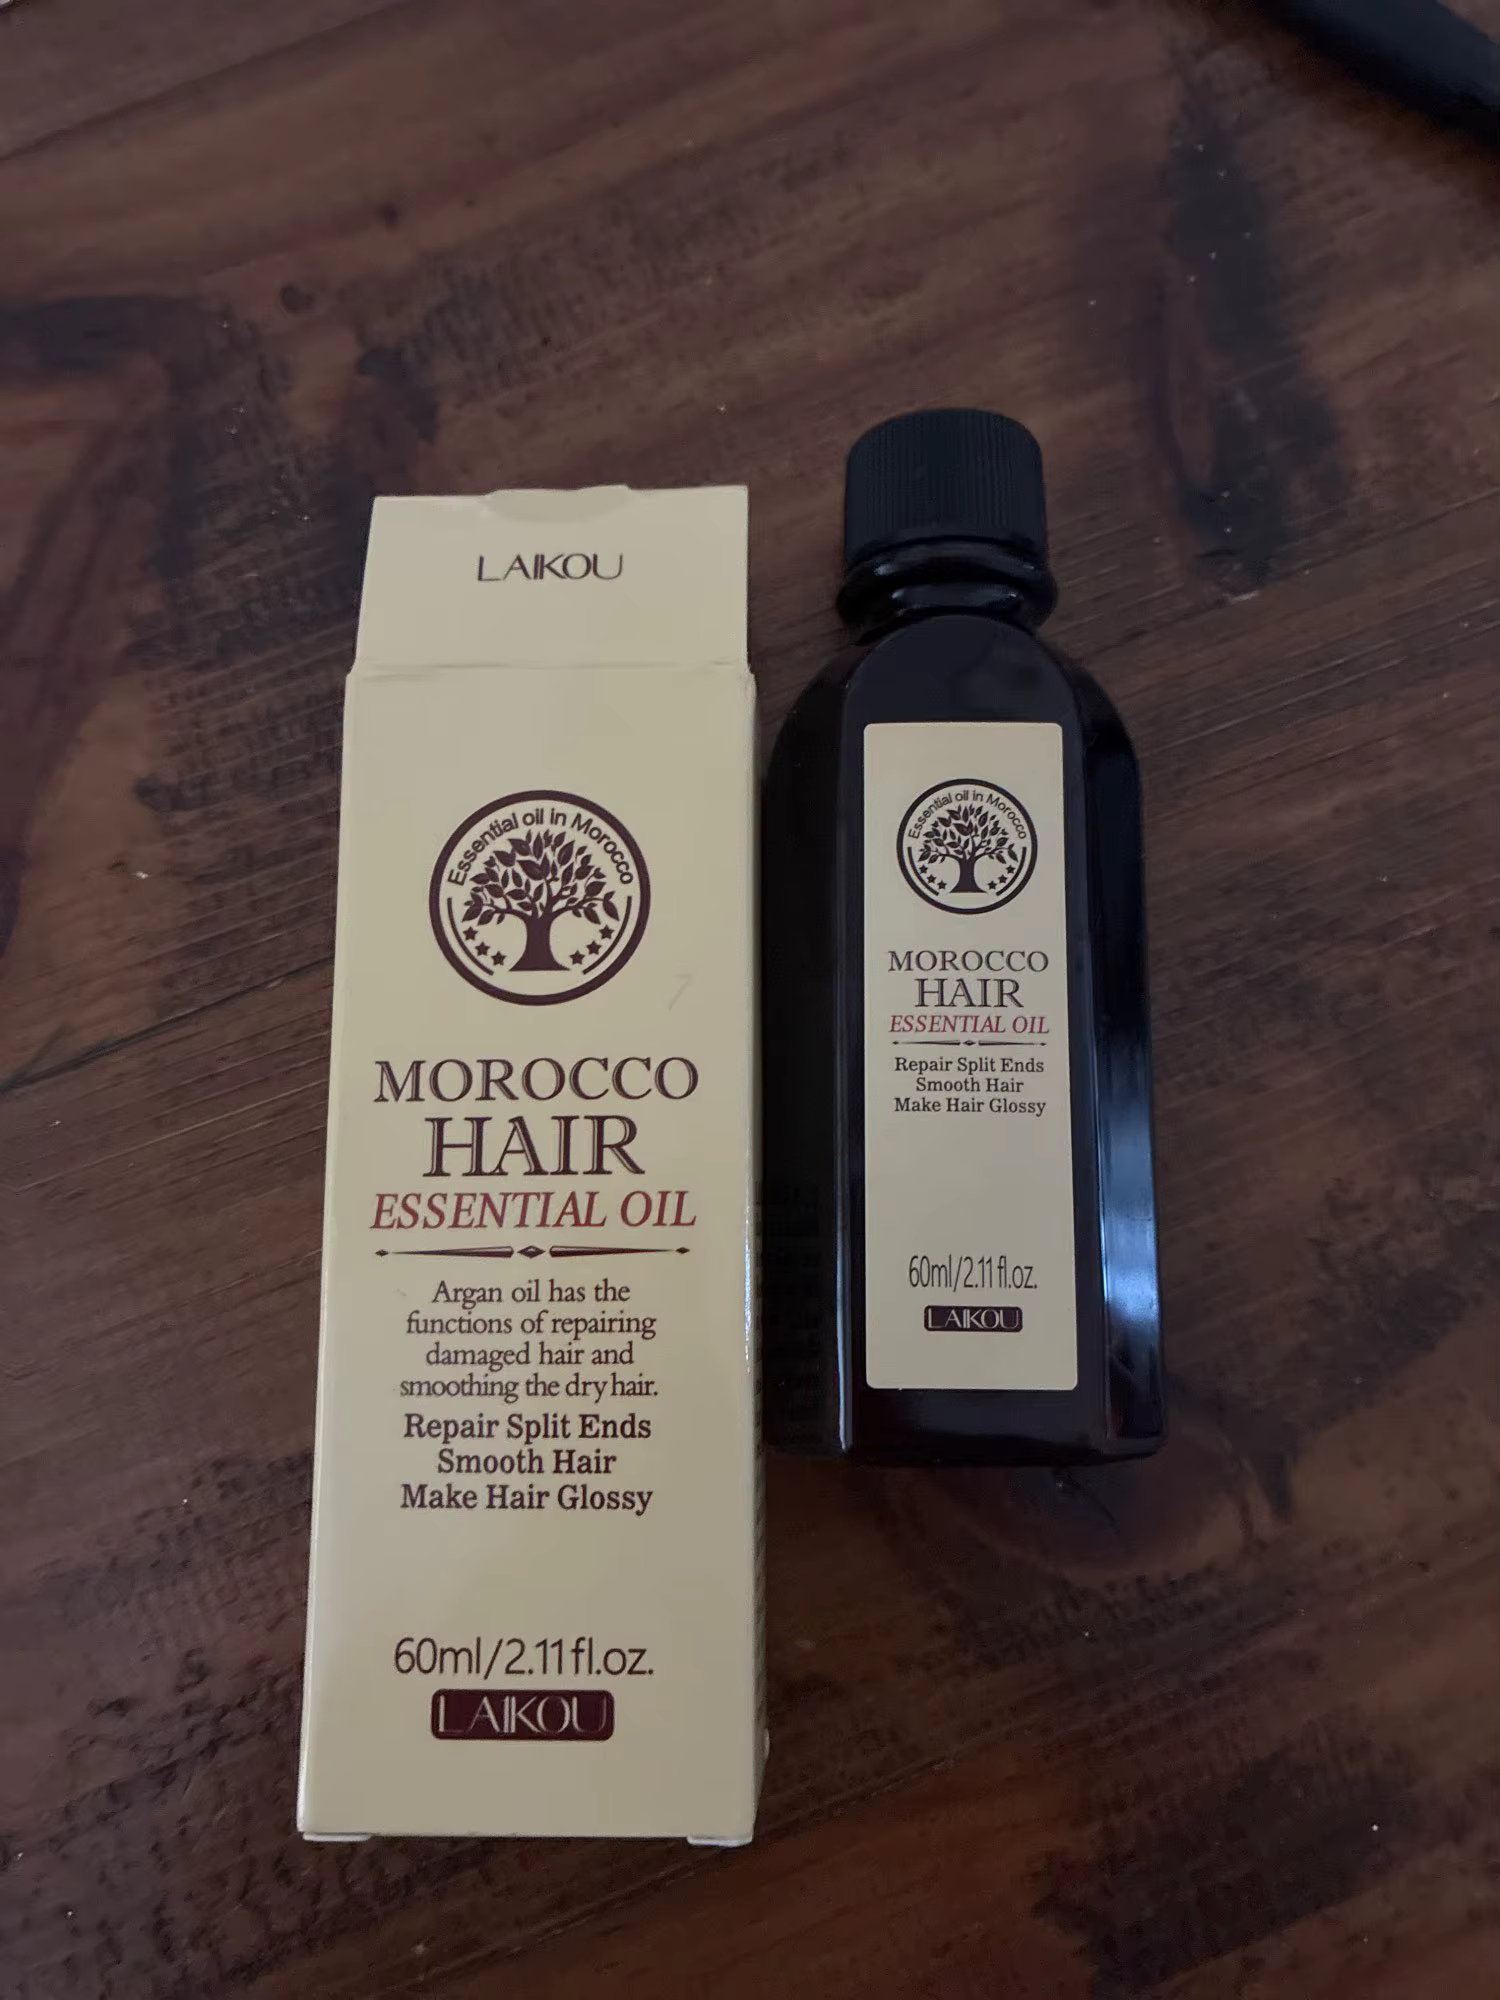 LAIKOU
Essential oil in Morocco
MOROCCO
HAIR
ESSENTIAL OIL
Argan oil has the
functions of repairing
damaged hair and
smoothing the dry hair.
Repair Split Ends
Smooth Hair
Make Hair Glossy
60ml/2.11fl.oz.
LAIKOU
Essential oil in Morocco
MOROCCO
HAIR
ESSENTIAL OIL
Repair Split Ends
Smooth Hair
Make Hair Glossy
60ml/2.11fl.oz.
LAIKOU